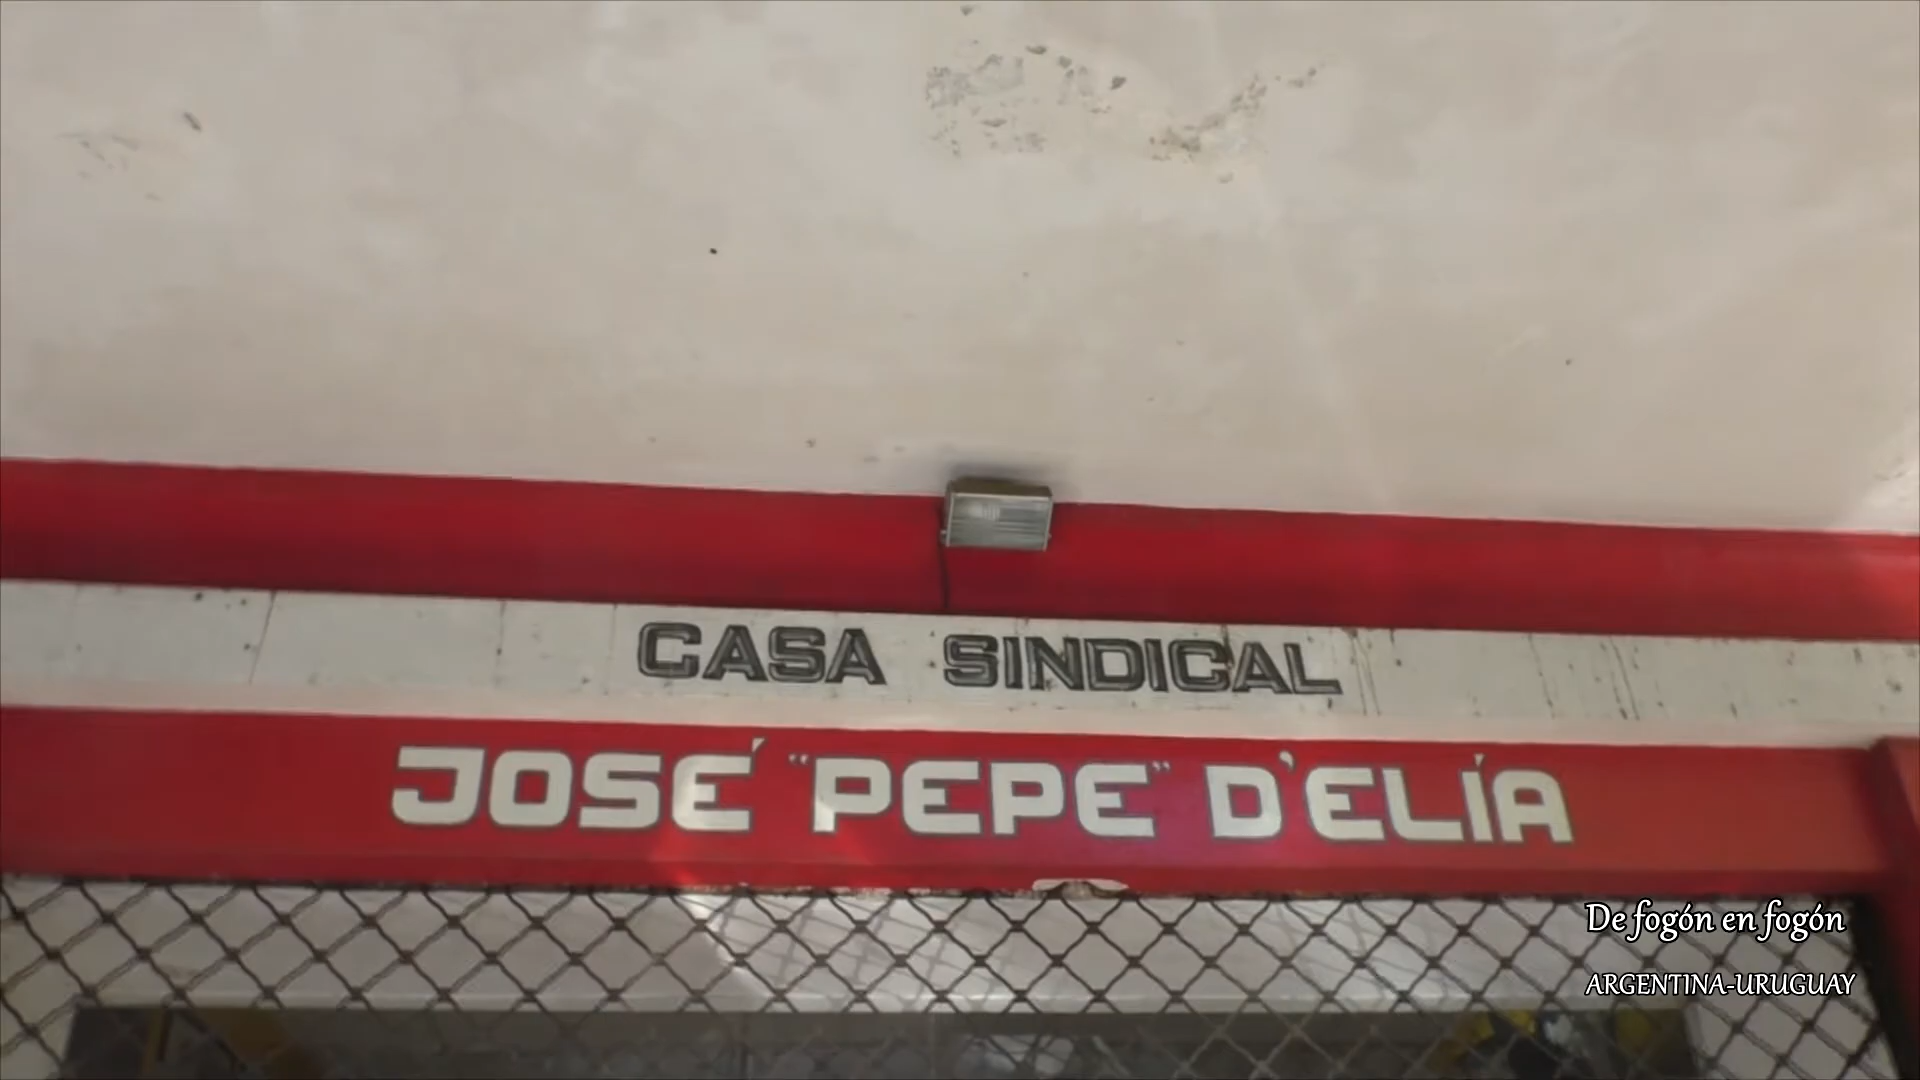 CASA SINDICAL
JOSÉ "PEPE" D'ELÍA
De fogón en fogón
ARGENTINA-URUGUAY